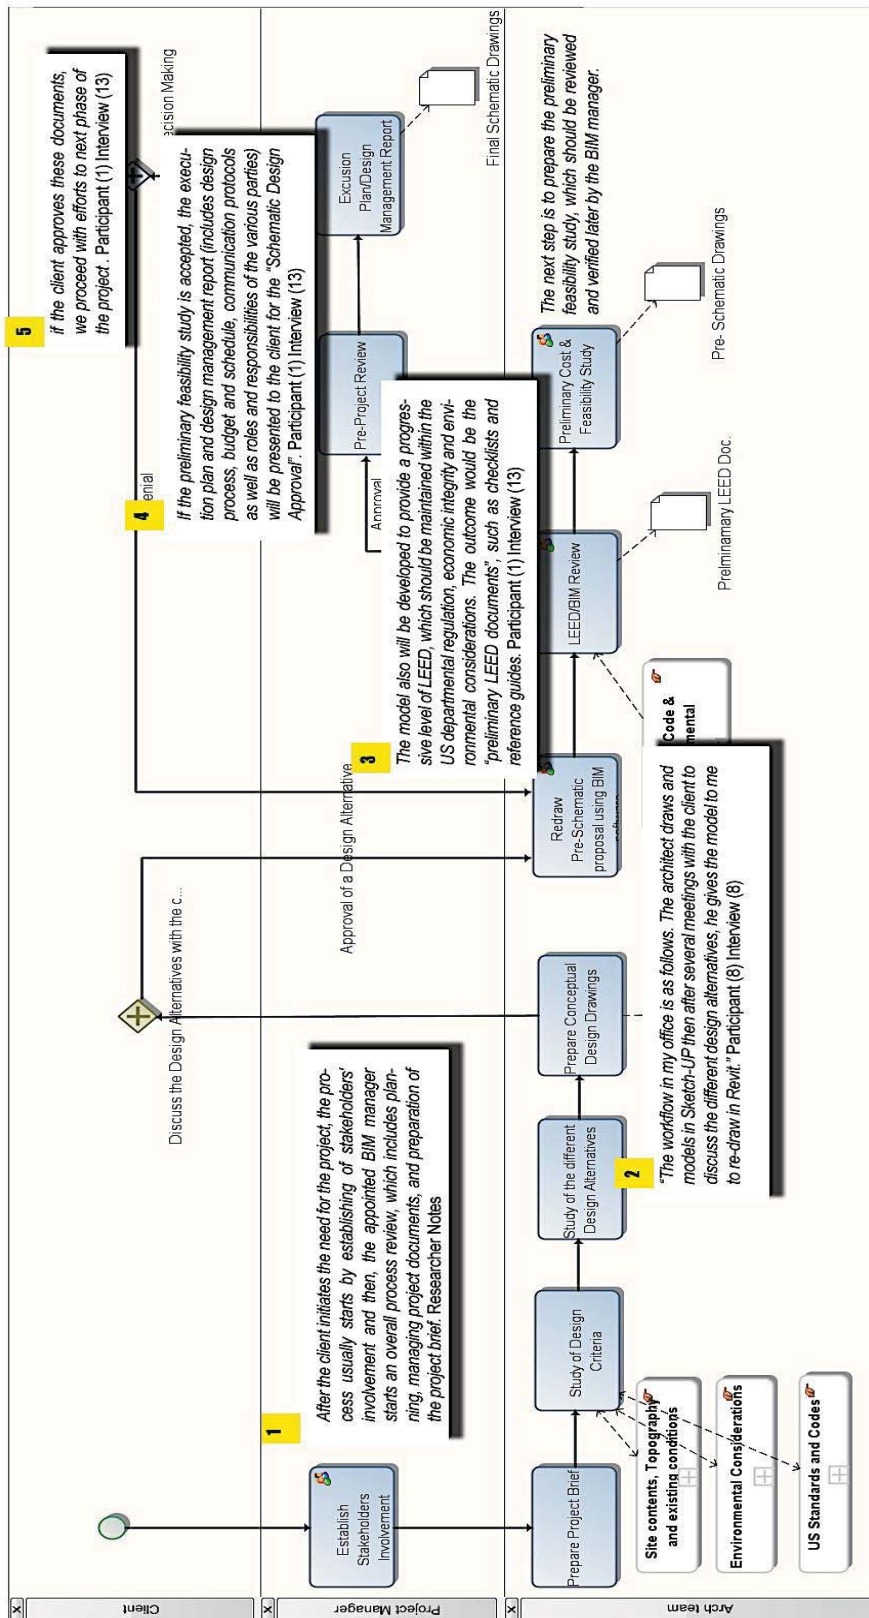 Client
Project Manager
Arch team
5
if the client approves these documents,
we proceed with efforts to next phase of
the project . Participant (1) Interview (13)
ecision Making
enial
4
If the preliminary feasibility study is accepted, the execu-
tion plan and design management report (includes design
process, budget and schedule, communication protocols
as well as roles and responsibilities of the various parties)
will be presented to the client for the “Schematic Design
Approval”. Participant (1) Interview (13)
Discuss the Design Alternatives with the c...
Approval of a Design Alternative
1
After the client initiates the need for the project, the pro-
cess usually starts by establishing of stakeholders'
involvement and then, the appointed BIM manager
starts an overall process review, which includes plan-
ning, managing project documents, and preparation of
the project brief. Researcher Notes
Establish
Stakeholders
Involvement
Pre-Project Review
Approval
Excusion
Plan/Design
Management Report
Final Schematic Drawings
3
The model also will be developed to provide a progres-
sive level of LEED, which should be maintained within the
US departmental regulation, economic integrity and envi-
ronmental considerations. The outcome would be the
“preliminary LEED documents”, such as checklists and
reference guides. Participant (1) Interview (13)
Prepare Project Brief
Study of Design
Criteria
Study of the different
Design Alternatives
Prepare Conceptual
Design Drawings
Redraw
Pre-Schematic
proposal using BIM
LEED/BIM Review
Preliminary Cost &
Feasibility Study
The next step is to prepare the preliminary
feasibility study, which should be reviewed
and verified later by the BIM manager.
Site contents, Topography
and existing conditions
Environmental Considerations
US Standards and Codes
2
“The workflow in my office is as follows. The architect draws and
models in Sketch-UP then after several meetings with the client to
discuss the different design alternatives, he gives the model to me
to re-draw in Revit.” Participant (8) Interview (8)
Code &
mental
Prelminamary LEED Doc.
Pre- Schematic Drawings